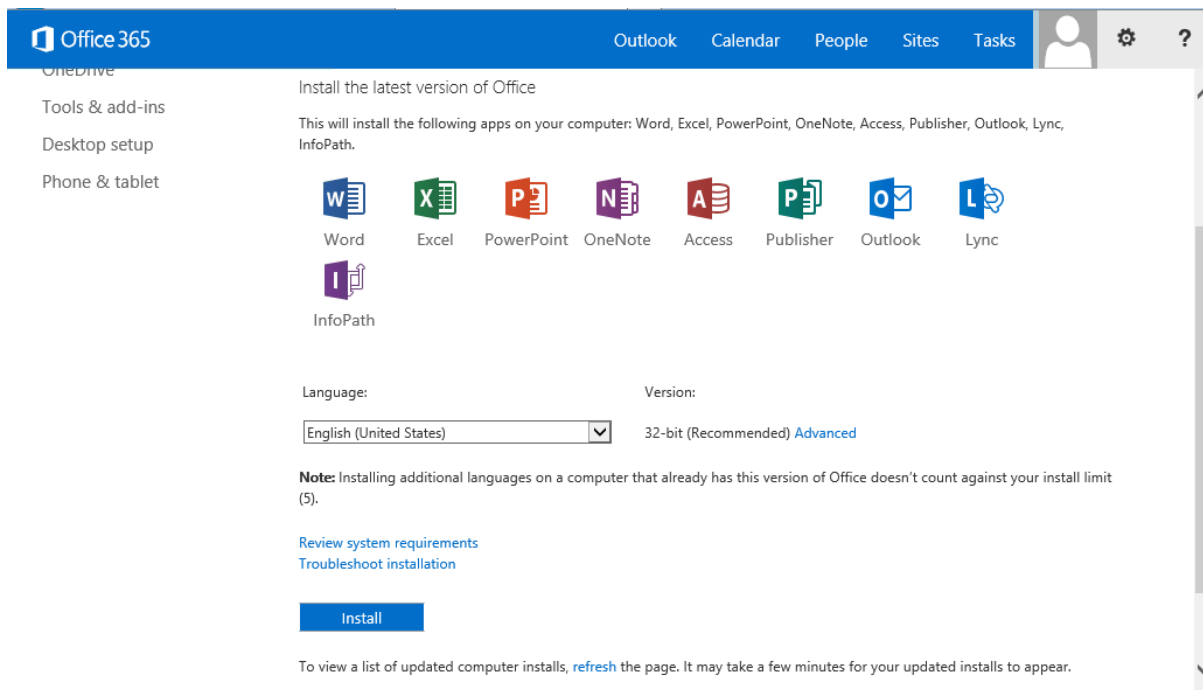 Office 365
Outlook Calendar People Sites Tasks ?
OneDrive
Tools & add-ins
Desktop setup
Phone & tablet
Install the latest version of Office
This will install the following apps on your computer: Word, Excel, PowerPoint, OneNote, Access, Publisher, Outlook, Lync,
InfoPath.
W X P N A P O L
Word Excel PowerPoint OneNote Access Publisher Outlook Lync
I
InfoPath
Language: Version:
English (United States) 32-bit (Recommended) Advanced
Note: Installing additional languages on a computer that already has this version of Office doesn't count against your install limit
(5).
Review system requirements
Troubleshoot installation
Install
To view a list of updated computer installs, refresh the page. It may take a few minutes for your updated installs to appear.